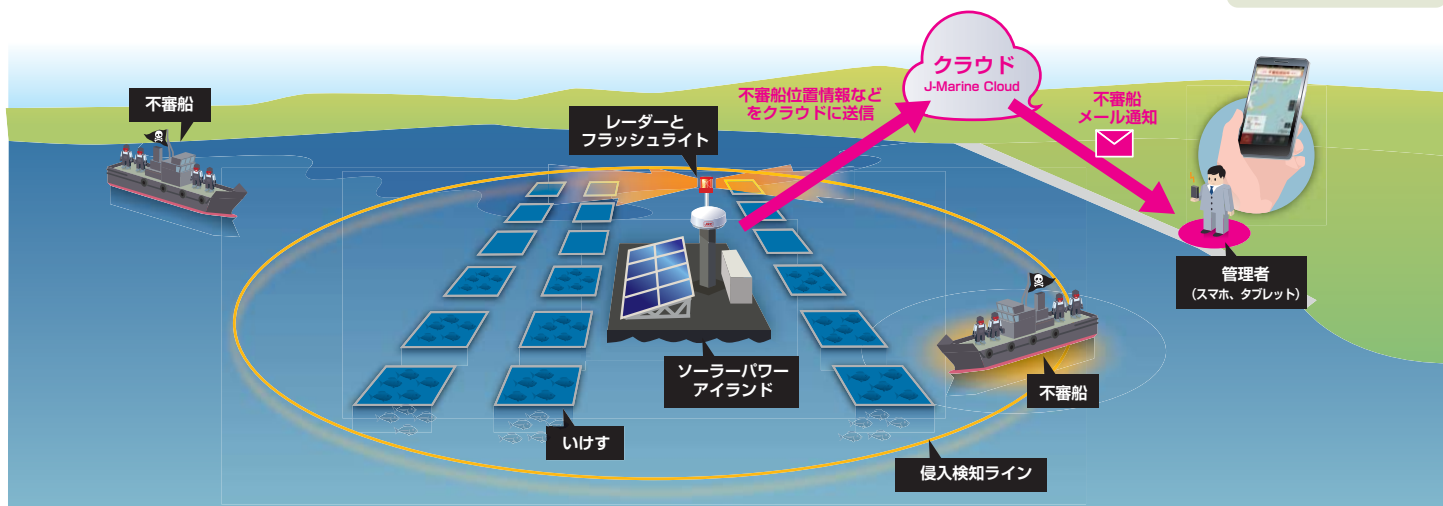 不審船
レーダーと
フラッシュライト
不審船位置情報など
をクラウドに送信
クラウド
J-Marine Cloud
不審船
メール通知
管理者
(スマホ、タブレット)
ソーラーパワー
アイランド
不審船
いけす
侵入検知ライン